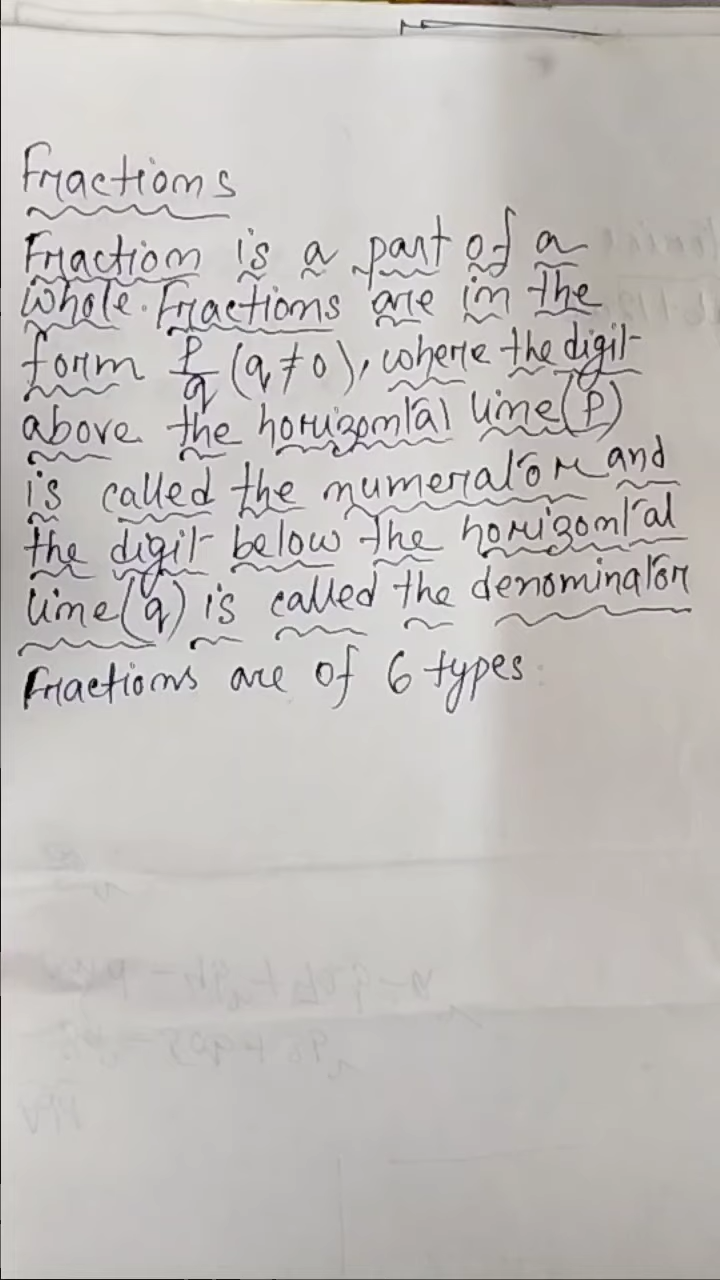 Fractions
Fraction is a part of a
whole. Fractions are in the
form p/q (q ≠ 0), where the digit
above the horizontal line (p)
is called the numerator and
the digit below the horizontal
line (q) is called the denominator
Fractions are of 6 types: